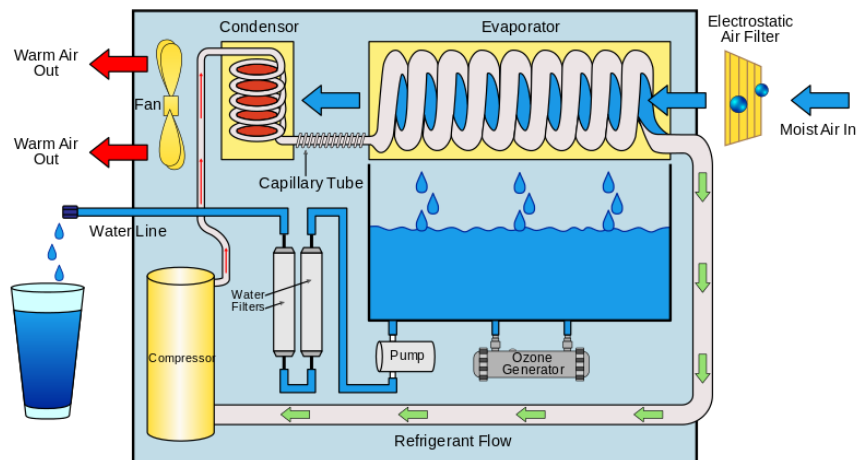 Condensor
Evaporator
Electrostatic
Air Filter
Warm Air
Out
Fan
Moist Air In
Warm Air
Out
Capillary Tube
Water Line
Water
Filters
Compressor
Pump
Ozone
Generator
Refrigerant Flow